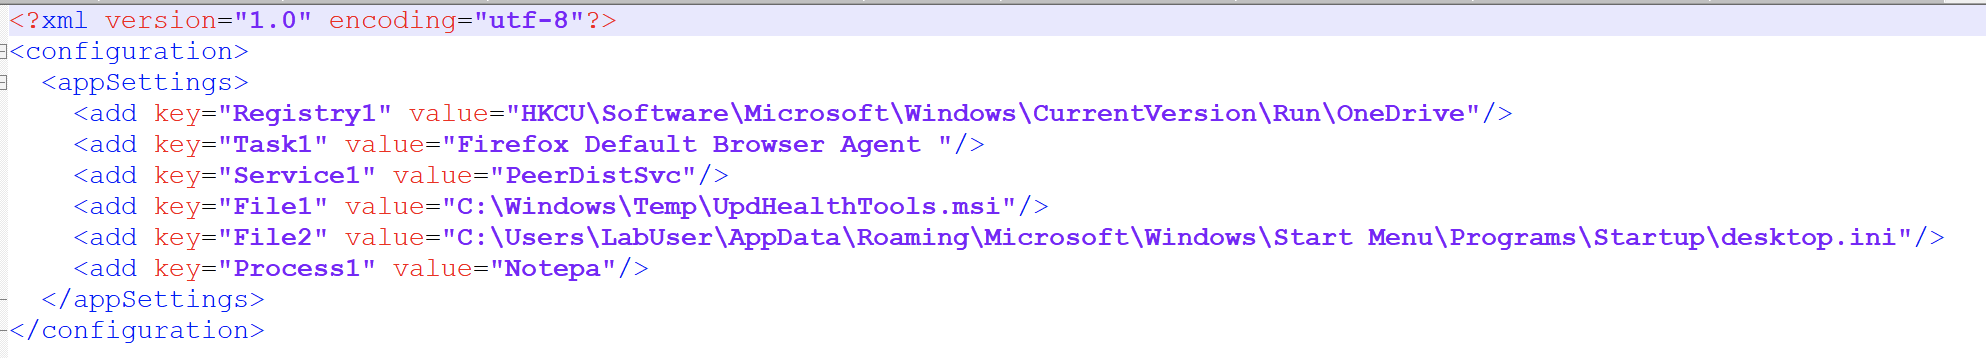 <?xml version="1.0" encoding="utf-8"?>
<configuration>
<appSettings>
<add key="Registry1" value="HKCU\Software\Microsoft\Windows\CurrentVersion\Run\OneDrive"/>
<add key="Task1" value="Firefox Default Browser Agent "/>
<add key="Service1" value="PeerDistSvc"/>
<add key="File1" value="C:\Windows\Temp\UpdHealthTools.msi"/>
<add key="File2" value="C:\Users\LabUser\AppData\Roaming\Microsoft\Windows\Start Menu\Programs\Startup\desktop.ini"/>
<add key="Process1" value="Notepa"/>
</appSettings>
</configuration>